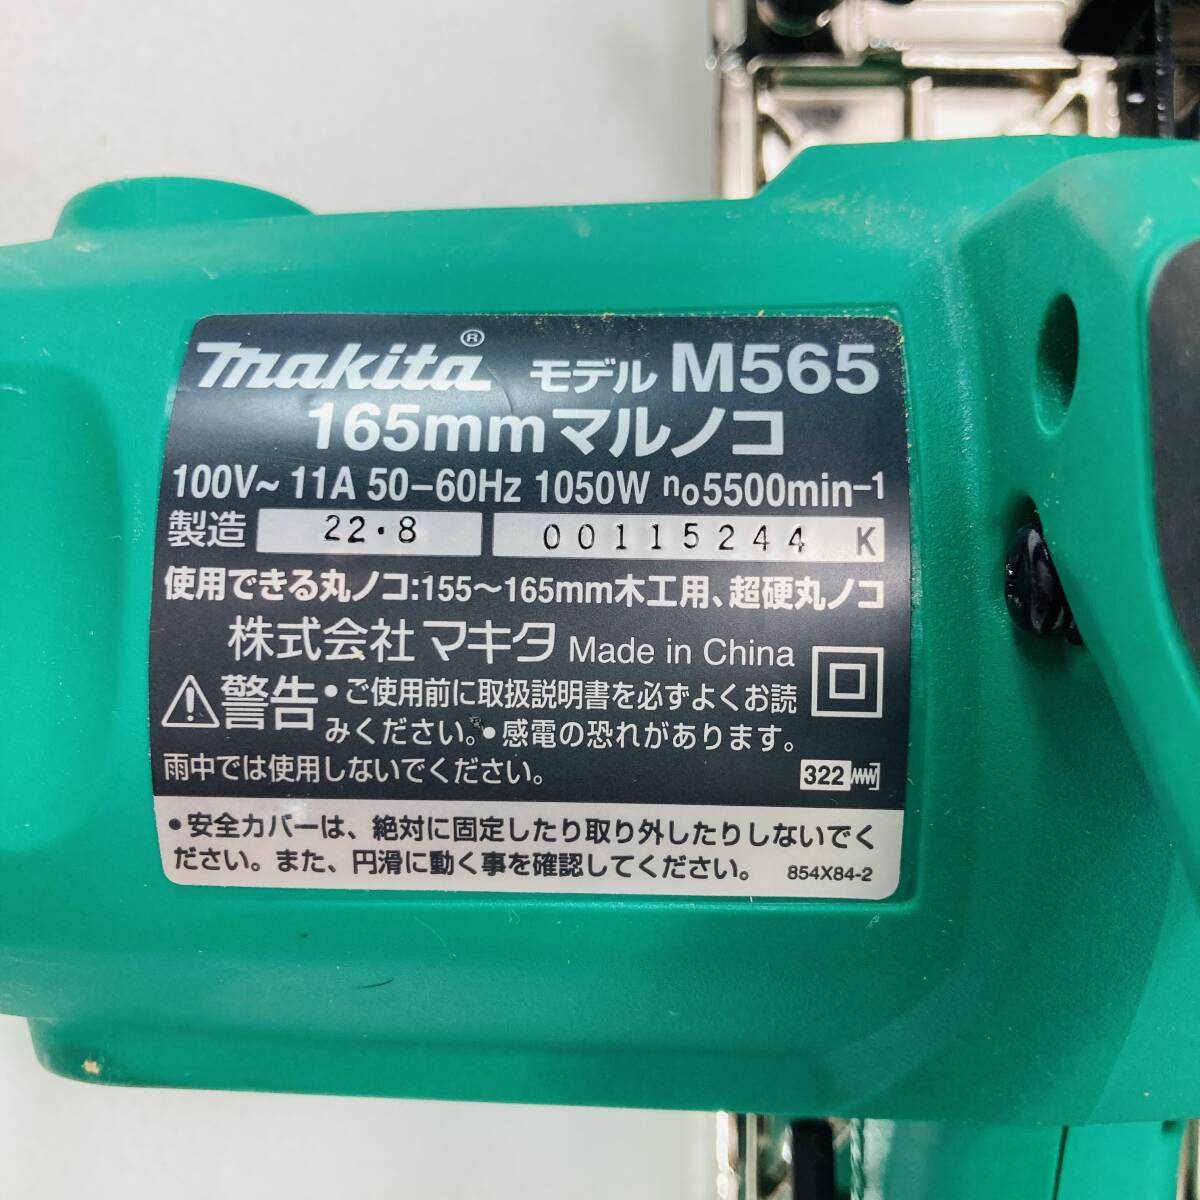 makita® モデル M565
165mmマルノコ
100V~ 11A 50-60Hz 1050W no5500min-1
製造 22.8 00115244 K
使用できる丸ノコ:155~165mm木工用、超硬丸ノコ
株式会社マキタ Made in China
警告 •ご使用前に取扱説明書を必ずよくお読
みください。•感電の恐れがあります。
雨中では使用しないでください。
322
•安全カバーは、絶対に固定したり取り外したりしないでく
ださい。また、円滑に動く事を確認してください。 854X84-2